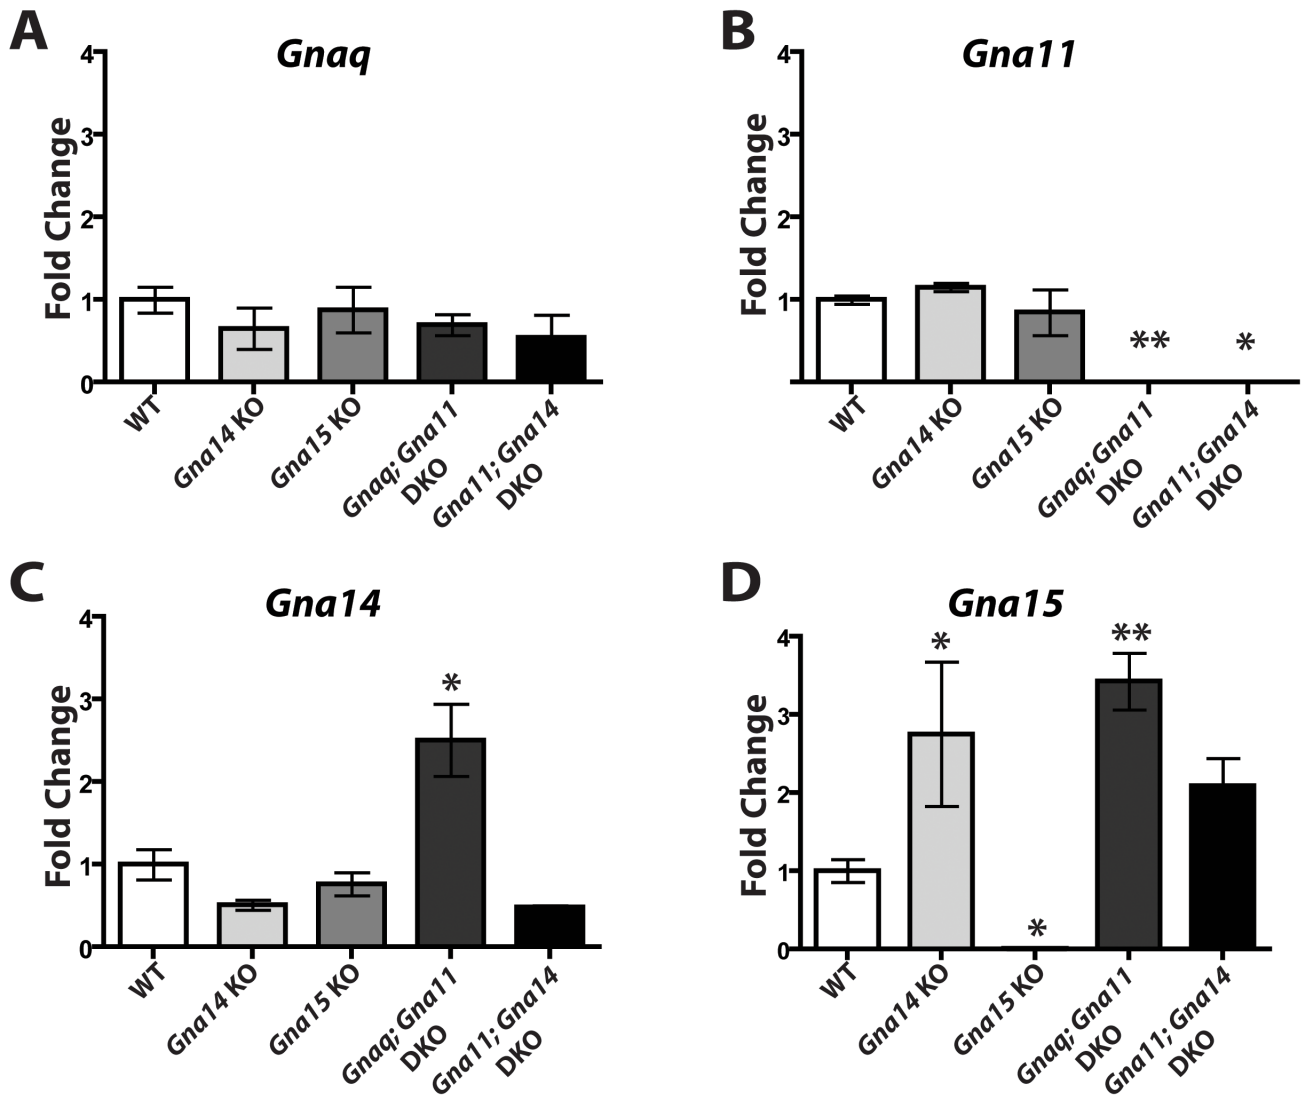 A
Gnaq
4
3
2
1
0
Fold Change
WT
Gna14 KO
Gna15 KO
Gnaq; Gna11
DKO
Gna11; Gna14
DKO
B
Gna11
4
3
2
1
Fold Change
**
*
WT
Gna14 KO
Gna15 KO
Gnaq; Gna11
DKO
Gna11; Gna14
DKO
C
Gna14
4
3
2
1
0
Fold Change
*
WT
Gna14 KO
Gna15 KO
Gnaq; Gna11
DKO
Gna11; Gna14
DKO
D
Gna15
4
3
2
1
0
Fold Change
*
*
**
WT
Gna14 KO
Gna15 KO
Gnaq; Gna11
DKO
Gna11; Gna14
DKO